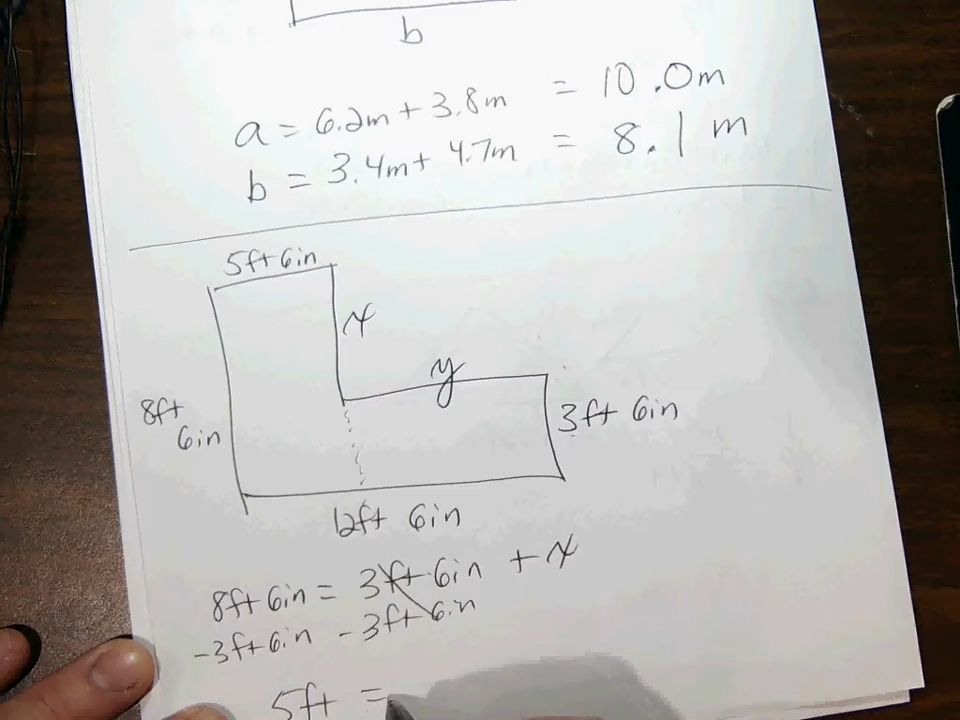 b
a = 6.2m + 3.8m = 10.0m
b = 3.4m + 4.7m = 8.1 m
5ft 6in
x
y
8ft
6in
3ft 6in
12ft 6in
8ft 6in = 3ft 6in + x
-3ft 6in - 3ft 6in
5ft =